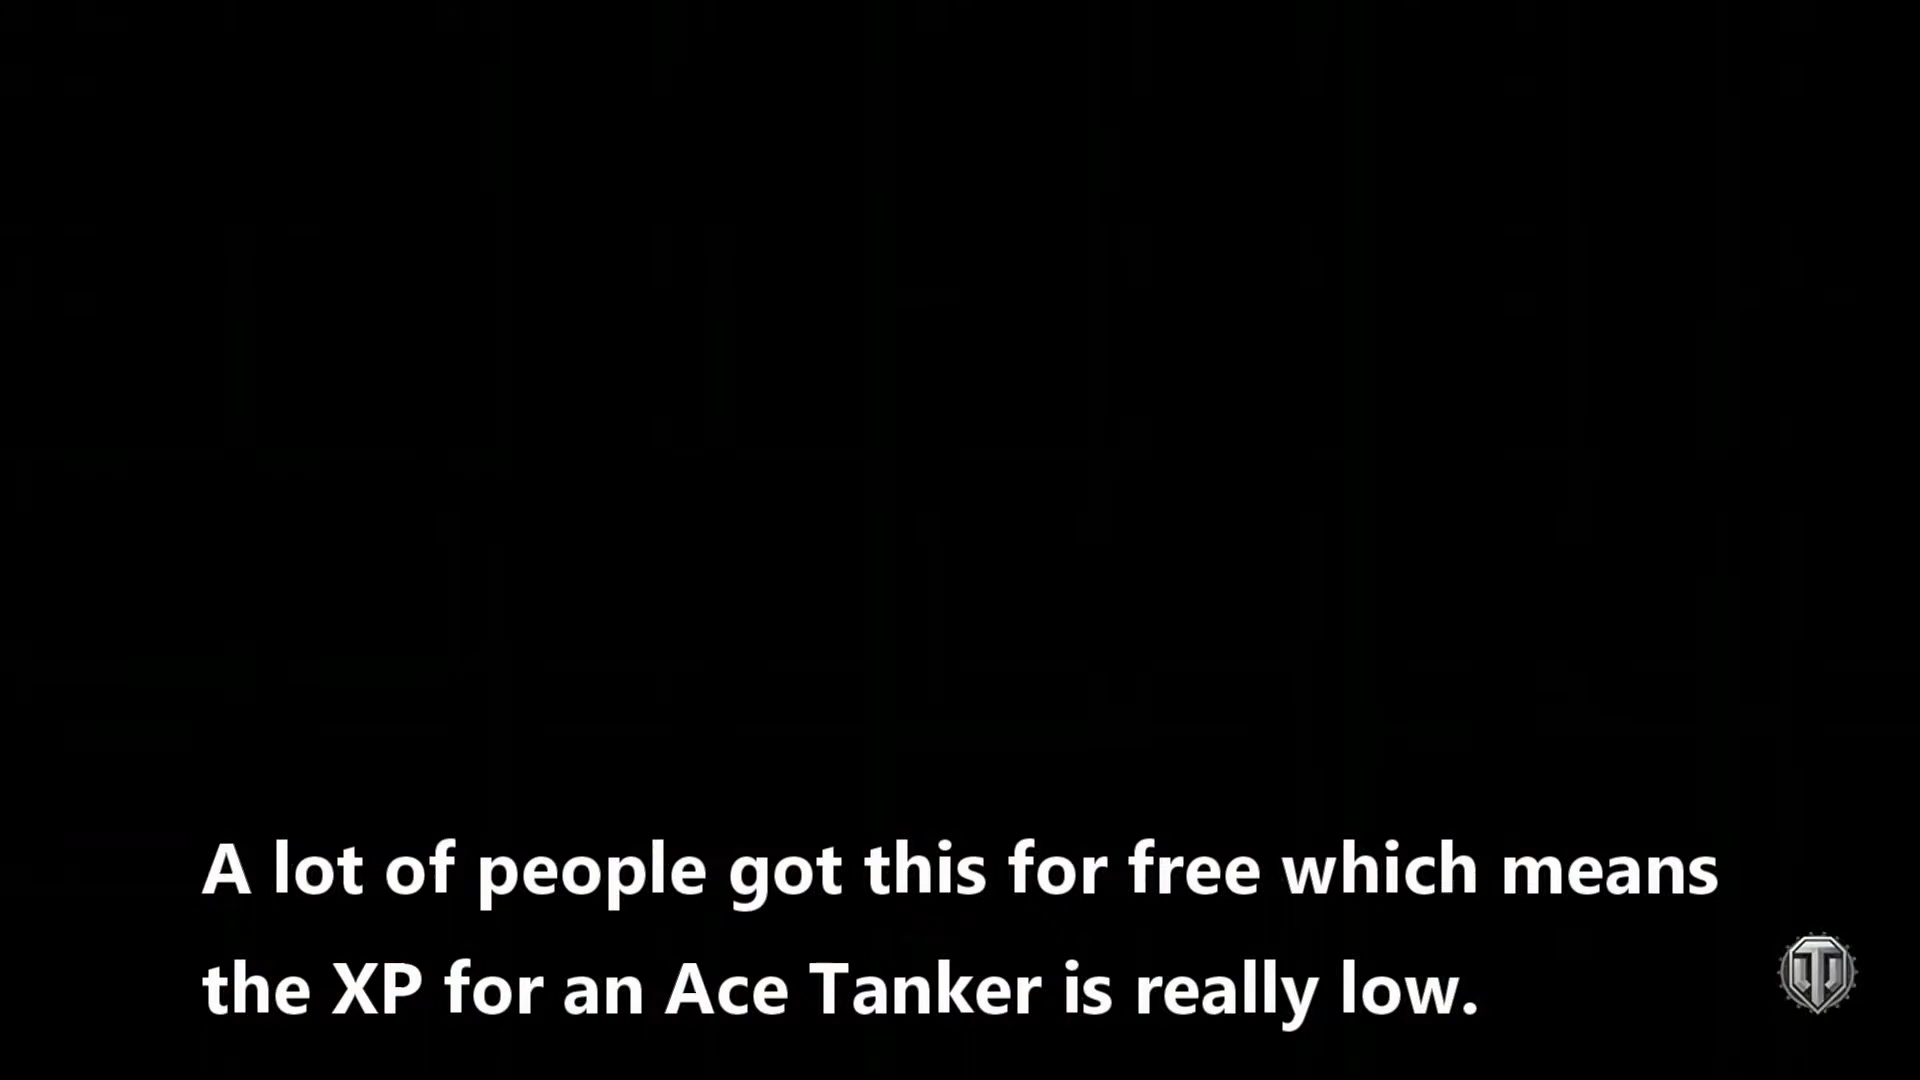 A lot of people got this for free which means
the XP for an Ace Tanker is really low.